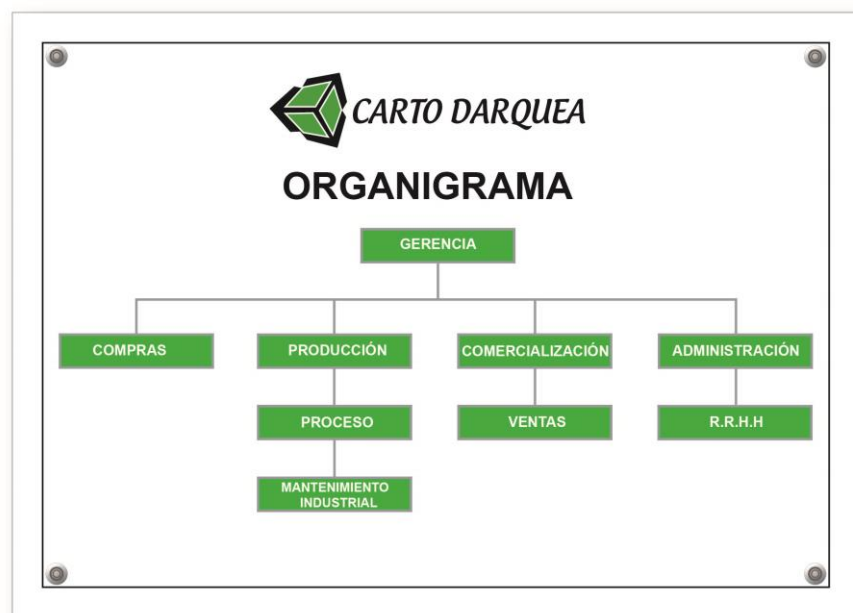 CARTO DARQUEA
ORGANIGRAMA
GERENCIA
COMPRAS
PRODUCCIÓN
COMERCIALIZACIÓN
ADMINISTRACIÓN
PROCESO
VENTAS
R.R.H.H
MANTENIMIENTO
INDUSTRIAL